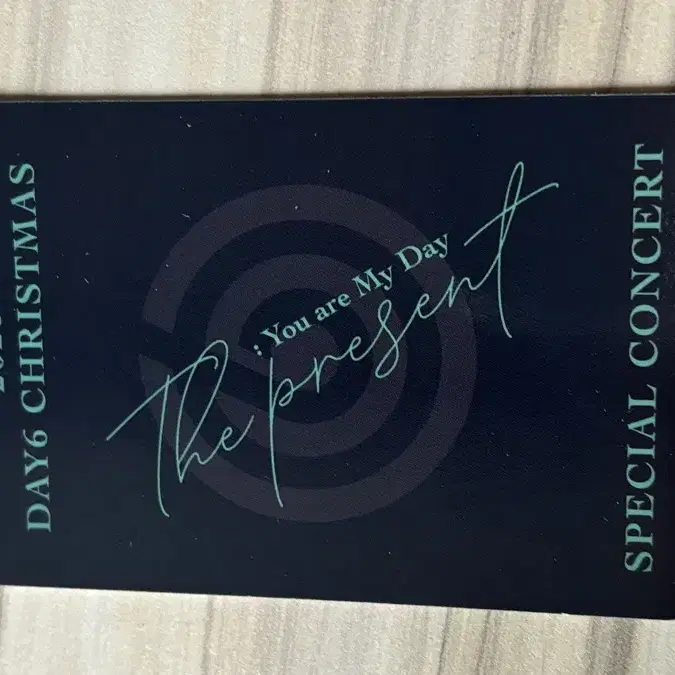 DAY6 CHRISTMAS
The present
: You are My Day
SPECIAL CONCERT